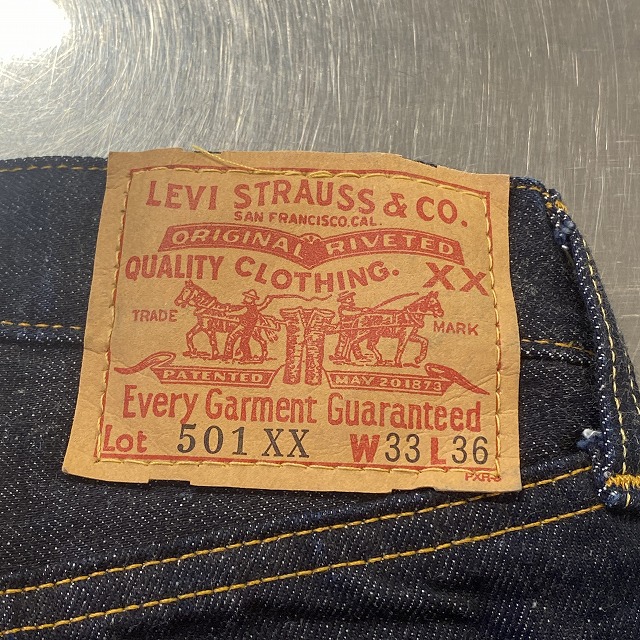 LEVI STRAUSS & CO.
SAN FRANCISCO, CAL.
ORIGINAL RIVETED
QUALITY CLOTHING. XX
TRADE MARK
PATENTED MAY 20 1873
Every Garment Guaranteed
Lot 501 XX W33 L36